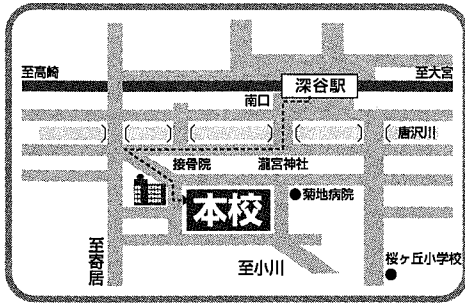 至高崎
深谷駅
至大宮
南口
唐沢川
接骨院
瀧宮神社
本校
菊地病院
至寄居
至小川
桜ヶ丘小学校